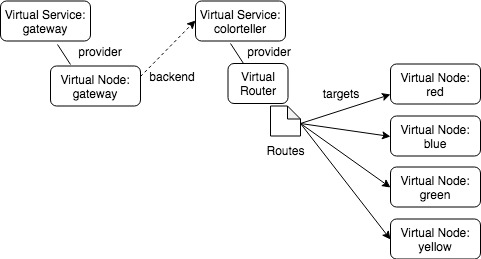 Virtual Service:
gateway
provider
Virtual Node:
gateway
backend
Virtual Service:
colorteller
provider
Virtual
Router
Routes
targets
Virtual Node:
red
Virtual Node:
blue
Virtual Node:
green
Virtual Node:
yellow